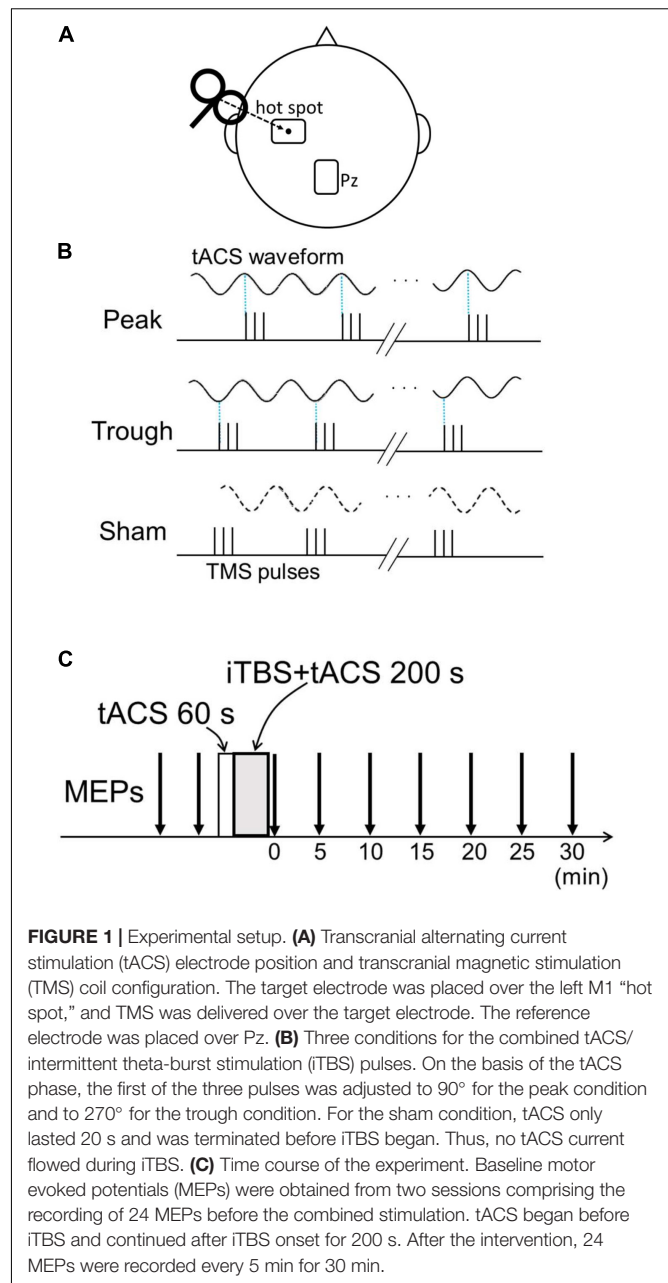 A
hot spot
Pz
B
tACS waveform
Peak
Trough
Sham
TMS pulses
C
iTBS+tACS 200 s
tACS 60 s
MEPs
0 5 10 15 20 25 30
(min)
FIGURE 1 | Experimental setup. (A) Transcranial alternating current
stimulation (tACS) electrode position and transcranial magnetic stimulation
(TMS) coil configuration. The target electrode was placed over the left M1 “hot
spot,” and TMS was delivered over the target electrode. The reference
electrode was placed over Pz. (B) Three conditions for the combined tACS/
intermittent theta-burst stimulation (iTBS) pulses. On the basis of the tACS
phase, the first of the three pulses was adjusted to 90° for the peak condition
and to 270° for the trough condition. For the sham condition, tACS only
lasted 20 s and was terminated before iTBS began. Thus, no tACS current
flowed during iTBS. (C) Time course of the experiment. Baseline motor
evoked potentials (MEPs) were obtained from two sessions comprising the
recording of 24 MEPs before the combined stimulation. tACS began before
iTBS and continued after iTBS onset for 200 s. After the intervention, 24
MEPs were recorded every 5 min for 30 min.